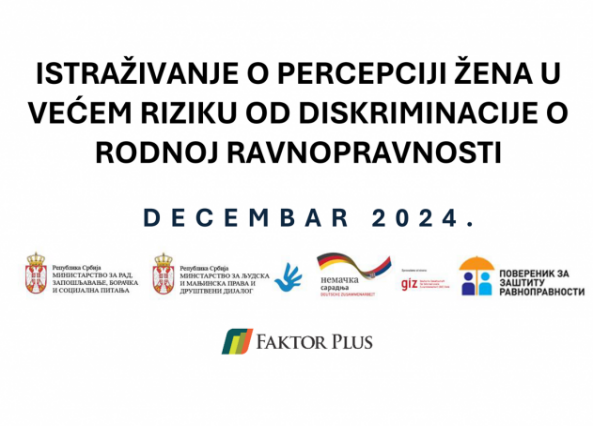 ISTRAŽIVANJE O PERCEPCIJI ŽENA U
VEĆEM RIZIKU OD DISKRIMINACIJE O
RODNOJ RAVNOPRAVNOSTI
DECEMBAR 2024.
Република Србија
МИНИСТАРСТВО ЗА РАД,
ЗАПОШЉАВАЊЕ, БОРАЧКА
И СОЦИЈАЛНА ПИТАЊА
Република Србија
МИНИСТАРСТВО ЗА ЉУДСКА
И МАЊИНСКА ПРАВА И
ДРУШТВЕНИ ДИЈАЛОГ
немачка
сарадња
DEUTSCHE ZUSAMMENARBEIT
giz
ПОВЕРЕНИК ЗА
ЗАШТИТУ
РАВНОПРАВНОСТИ
FAKTOR PLUS